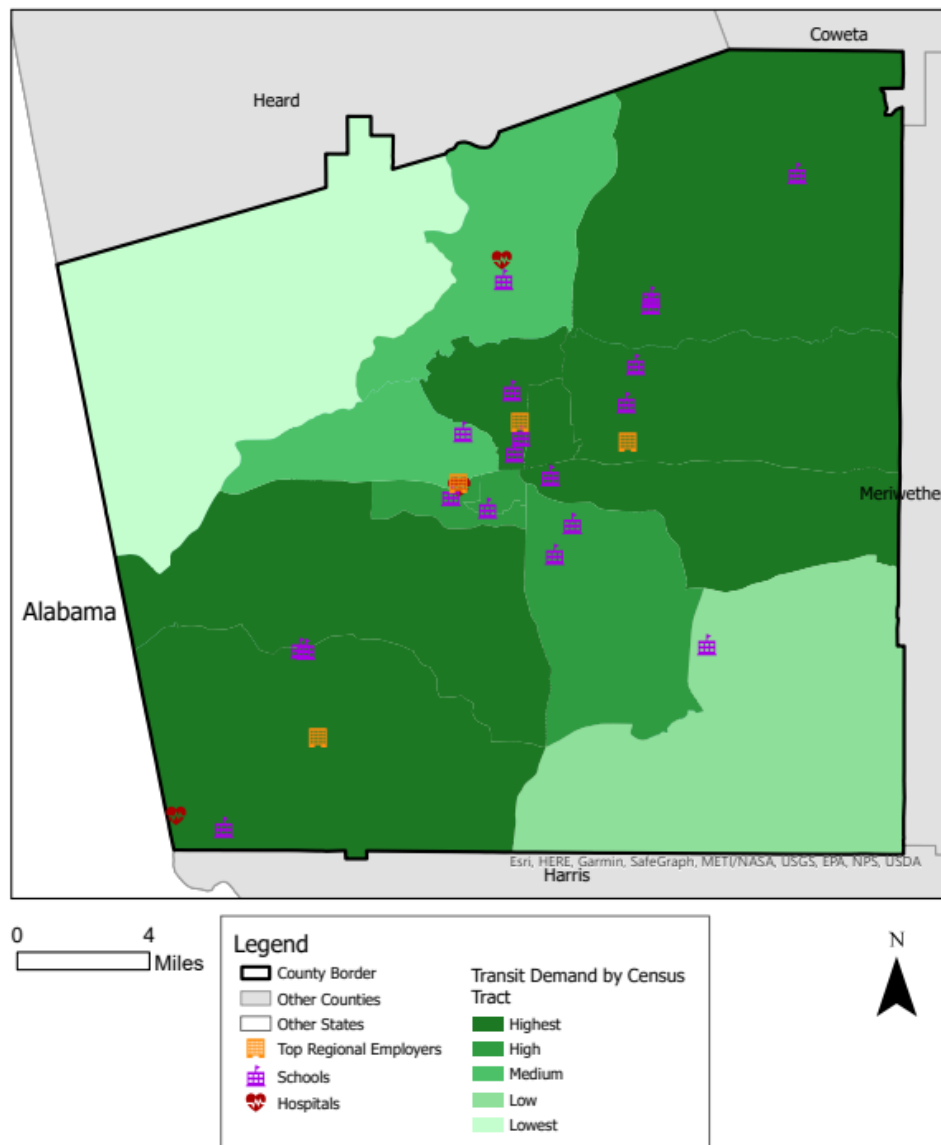 Coweta
Heard
Meriwethe
Alabama
Esri, HERE, Garmin, SafeGraph, METI/NASA, USGS, EPA, NPS, USDA
Harris
0 4
Miles
N
Legend
County Border
Other Counties
Other States
Top Regional Employers
Schools
Hospitals
Transit Demand by Census
Tract
Highest
High
Medium
Low
Lowest